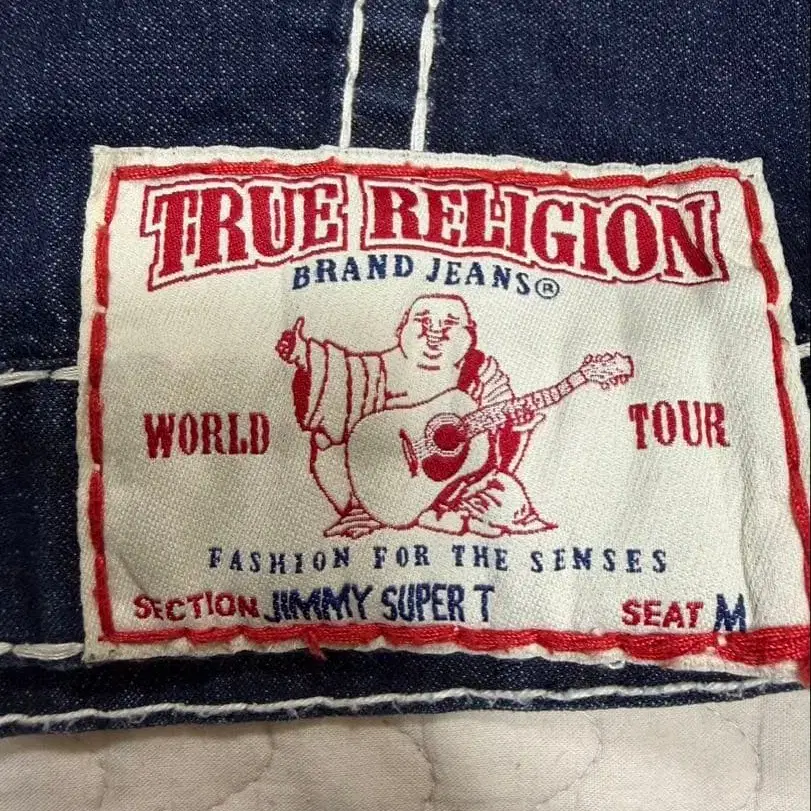 TRUE RELIGION
BRAND JEANS®
WORLD TOUR
FASHION FOR THE SENSES
SECTION JIMMY SUPER T SEAT M